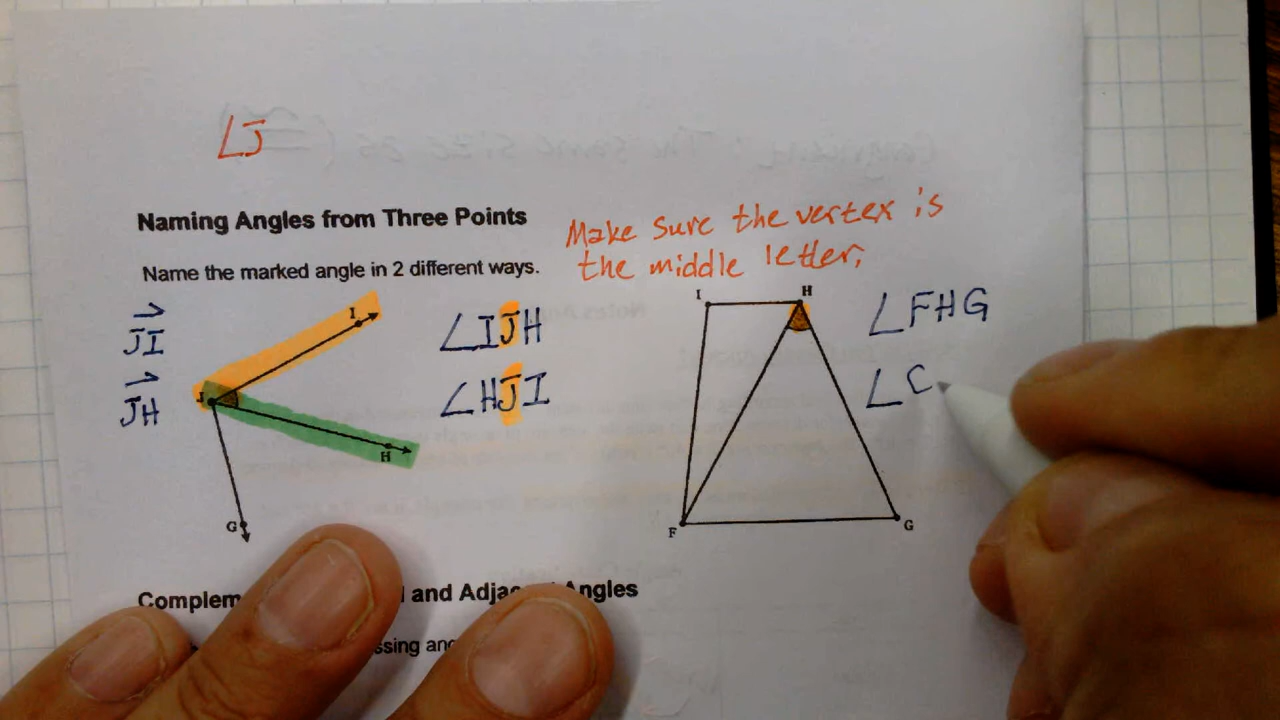 ∠J
Naming Angles from Three Points
Make sure the vertex is
the middle letter,
Name the marked angle in 2 different ways.
JI
JH
I
J
H
G
∠IJH
∠HJI
I
H
F
G
∠FHG
∠C
Complem
and Adja
Angles
ssing